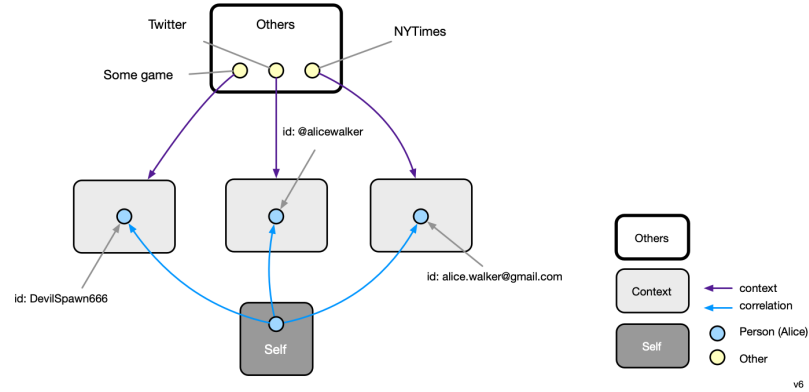 Twitter
Others
NYTimes
Some game
id: @alicewalker
id: alice.walker@gmail.com
id: DevilSpawn666
Self
Others
Context
context
correlation
Self
Person (Alice)
Other
v6